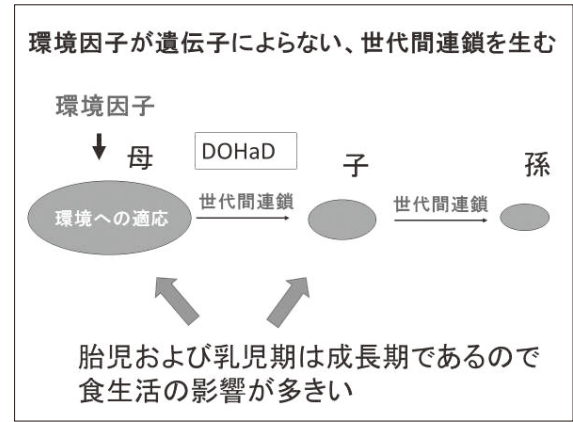 環境因子が遺伝子によらない、世代間連鎖を生む
環境因子
母
DOHaD
子
孫
環境への適応
世代間連鎖
世代間連鎖
胎児および乳児期は成長期であるので
食生活の影響が多きい